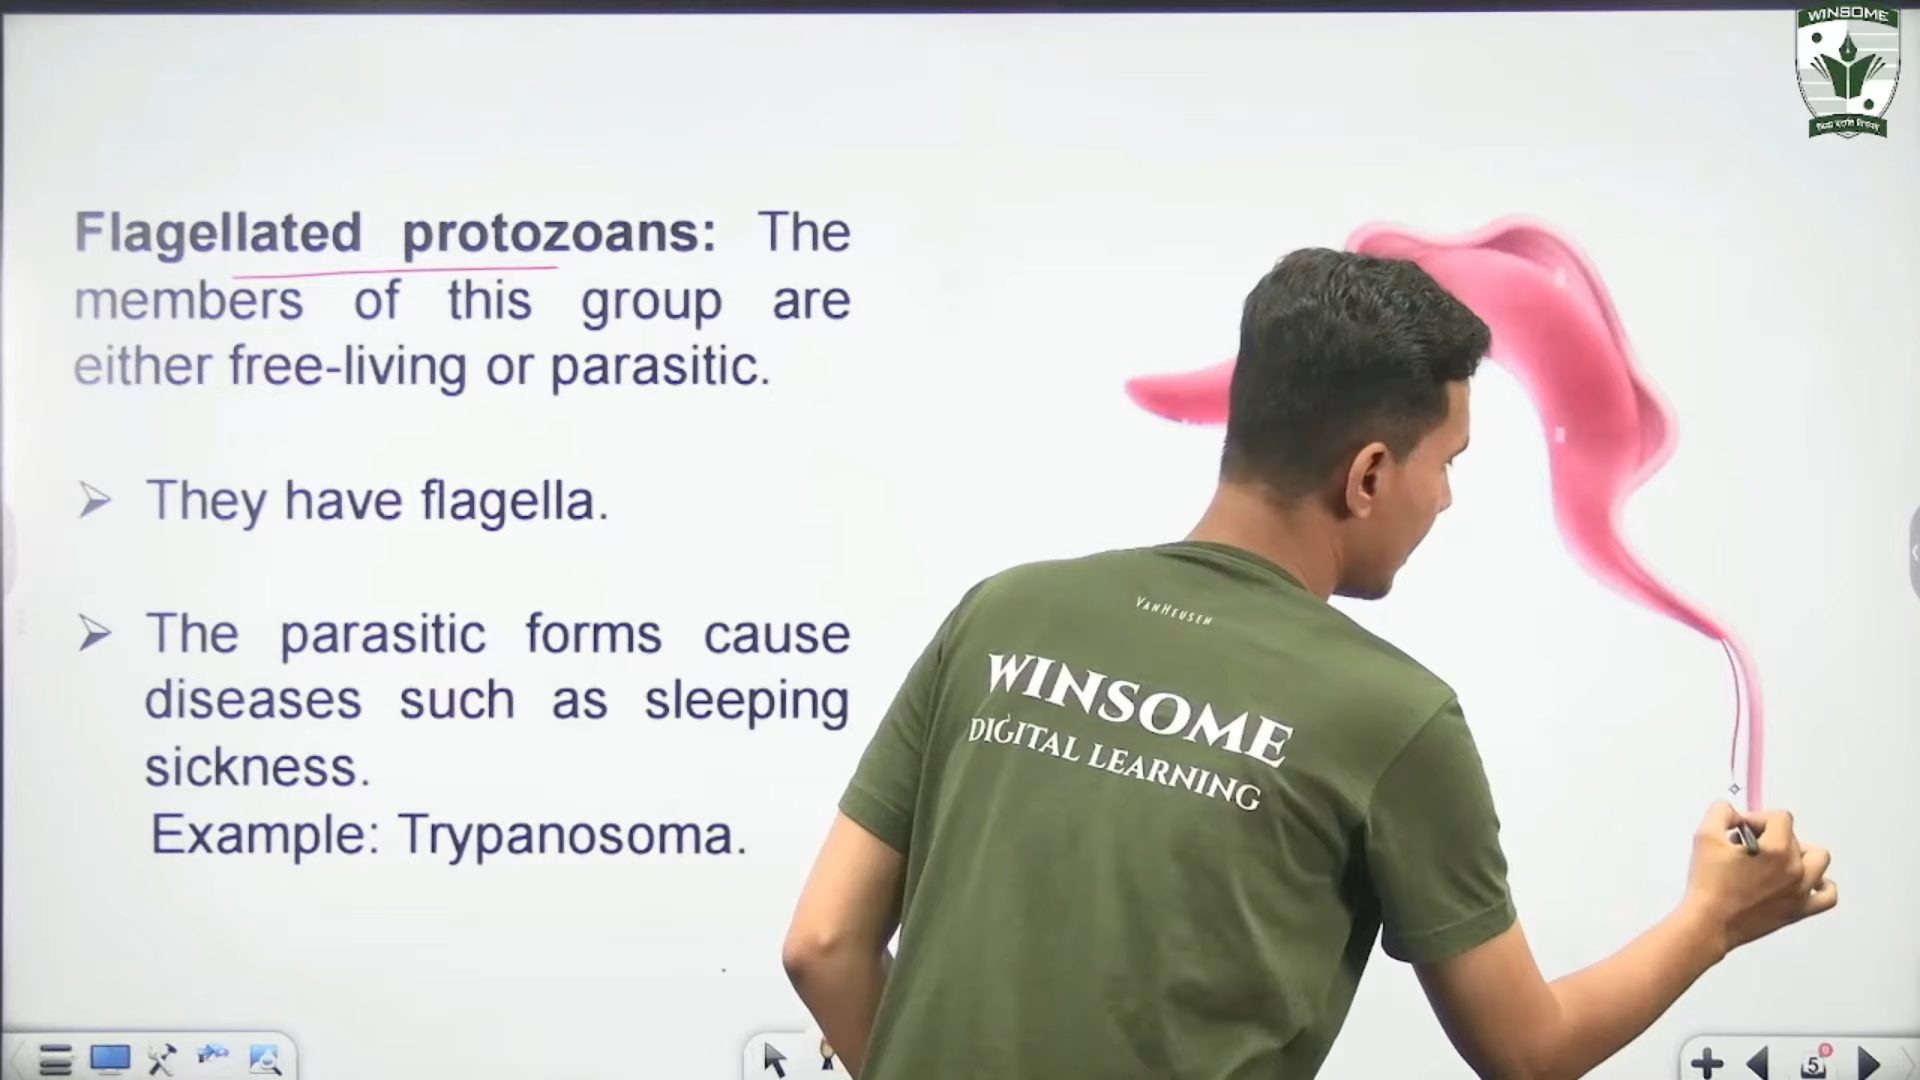 WINSOME
Flagellated protozoans: The
members of this group are
either free-living or parasitic.
➢ They have flagella.
➢ The parasitic forms cause
diseases such as sleeping
sickness.
Example: Trypanosoma.
VANHEUSEN
WINSOME
DIGITAL LEARNING
5
0